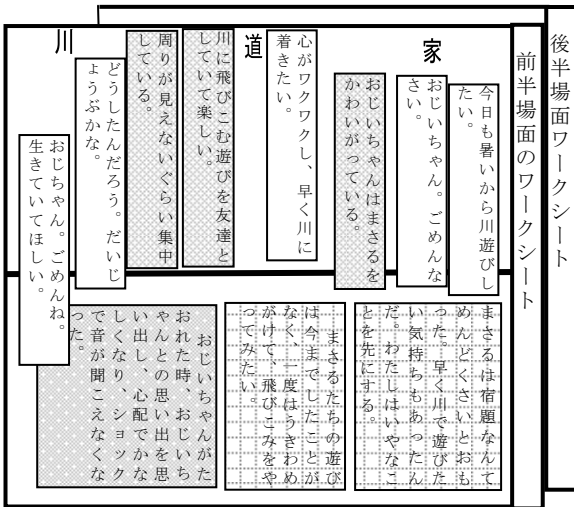 後半場面ワークシート
前半場面のワークシート
家
今日も暑いから川遊びし
たい。
おじいちゃん。ごめんな
さい。
おじいちゃんはまさるを
かわいがっている。
道
心がワクワクし、早く川に
着きたい。
川に飛びこむ遊びを友達と
していて楽しい。
周りが見えないぐらい集中
している。
川
どうしたんだろう。だいじ
ょうぶかな。
おじちゃん。ごめんね。
生きていてほしい。
まさるは宿題なんて
めんどくさいとおも
った。早く川で遊びた
い気持ちもあったん
だ。わたしはいやなこ
とを先にする。
まさるたちの遊び
は今までしたことが
なく、一度はうきわめ
がけて、飛びこみをや
ってみたい。
おじいちゃんがた
おれた時、おじいち
ゃんとの思い出を思
い出し、心配でかな
しくなり、ショック
で音が聞こえなくな
った。